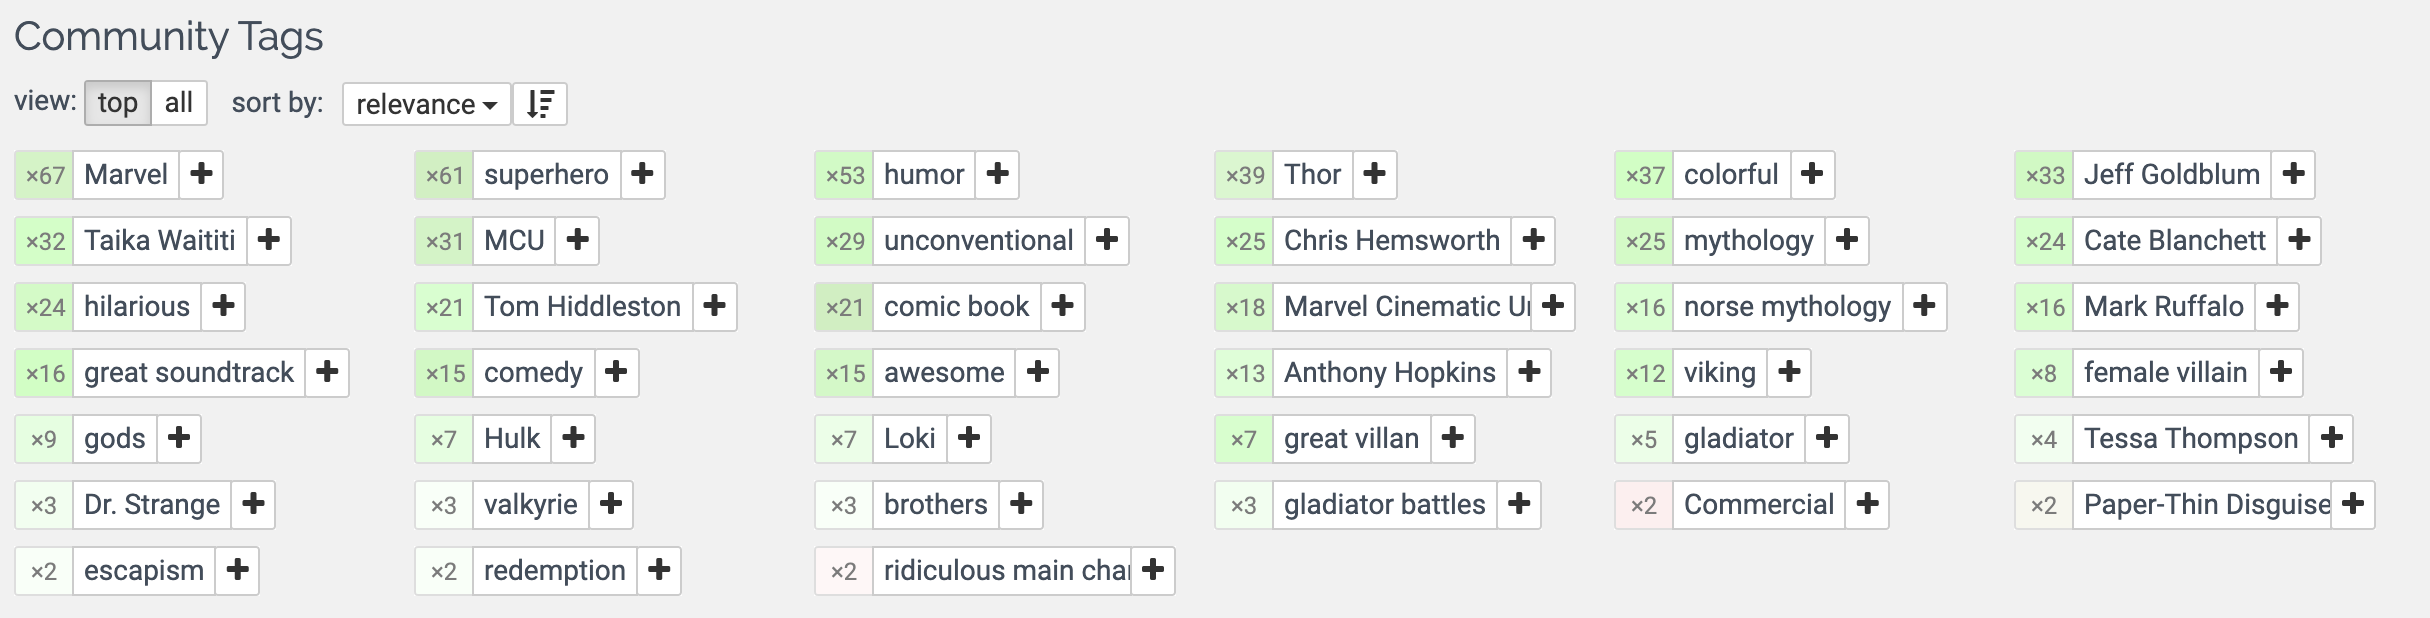 Community Tags
view: top all sort by: relevance
×67 Marvel + ×61 superhero + ×53 humor + ×39 Thor + ×37 colorful + ×33 Jeff Goldblum +
×32 Taika Waititi + ×31 MCU + ×29 unconventional + ×25 Chris Hemsworth + ×25 mythology + ×24 Cate Blanchett +
×24 hilarious + ×21 Tom Hiddleston + ×21 comic book + ×18 Marvel Cinematic + ×16 norse mythology + ×16 Mark Ruffalo +
×16 great soundtrack + ×15 comedy + ×15 awesome + ×13 Anthony Hopkins + ×12 viking + ×8 female villain +
×9 gods + ×7 Hulk + ×7 Loki + ×7 great villan + ×5 gladiator + ×4 Tessa Thompson +
×3 Dr. Strange + ×3 valkyrie + ×3 brothers + ×3 gladiator battles + ×2 Commercial + ×2 Paper-Thin Disguise +
×2 escapism + ×2 redemption + ×2 ridiculous main +